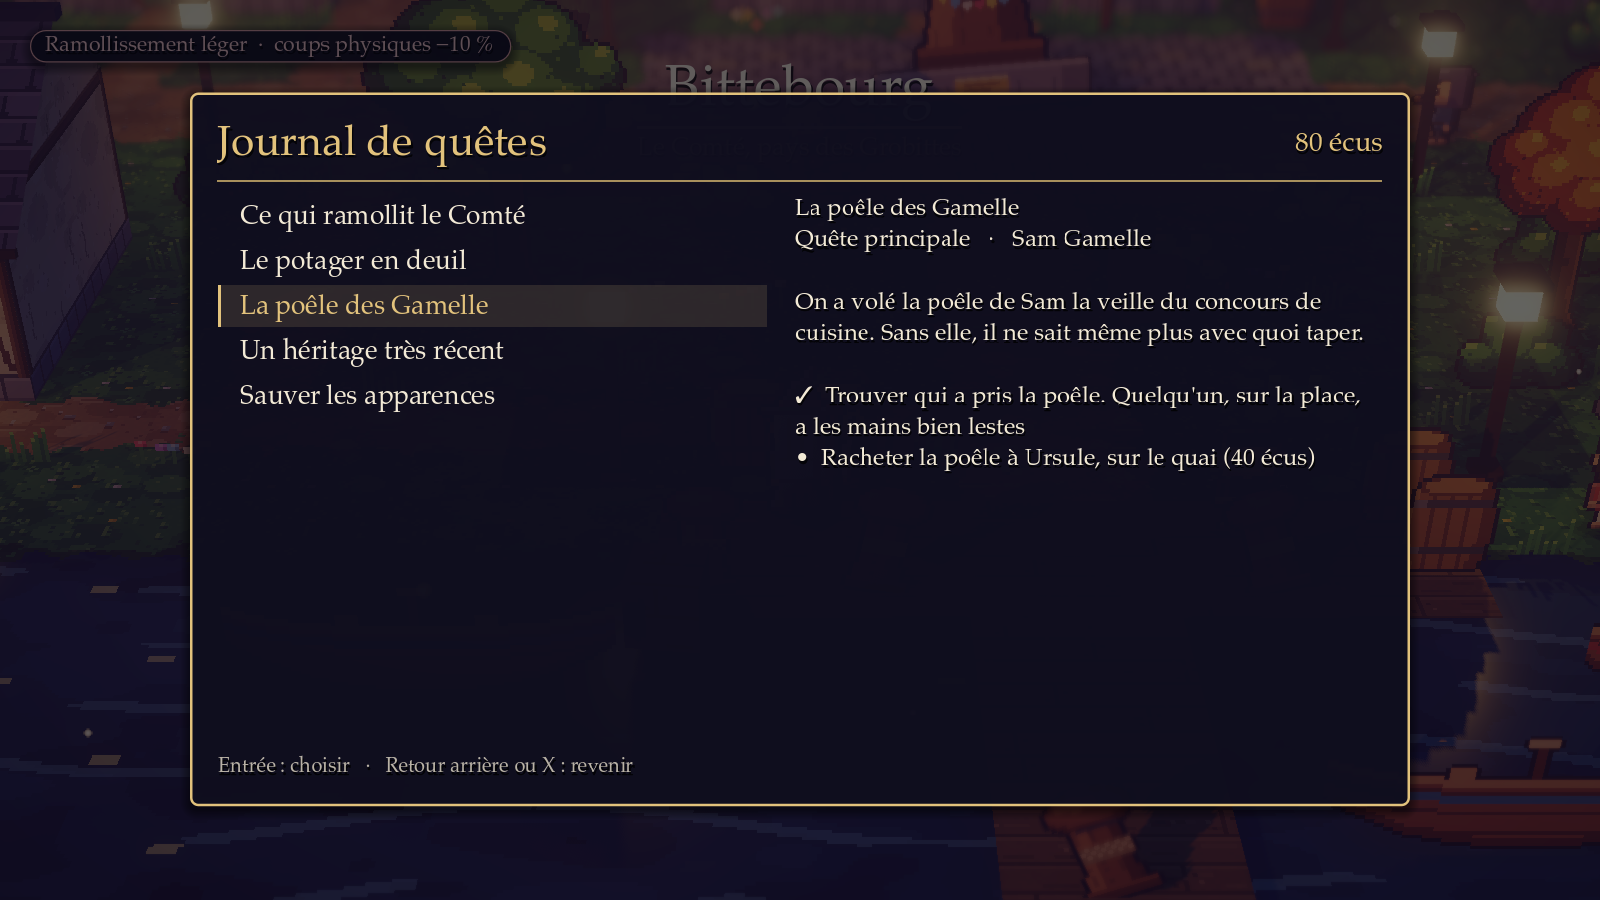 Ramollissement léger · coups physiques −10 %
Bittebourg
Journal de quêtes
80 écus
Ce qui ramollit le Comté
Le potager en deuil
La poêle des Gamelle
Un héritage très récent
Sauver les apparences
La poêle des Gamelle
Quête principale · Sam Gamelle
On a volé la poêle de Sam la veille du concours de
cuisine. Sans elle, il ne sait même plus avec quoi taper.
✓ Trouver qui a pris la poêle. Quelqu'un, sur la place,
a les mains bien lestes
• Racheter la poêle à Ursule, sur le quai (40 écus)
Entrée : choisir · Retour arrière ou X : revenir